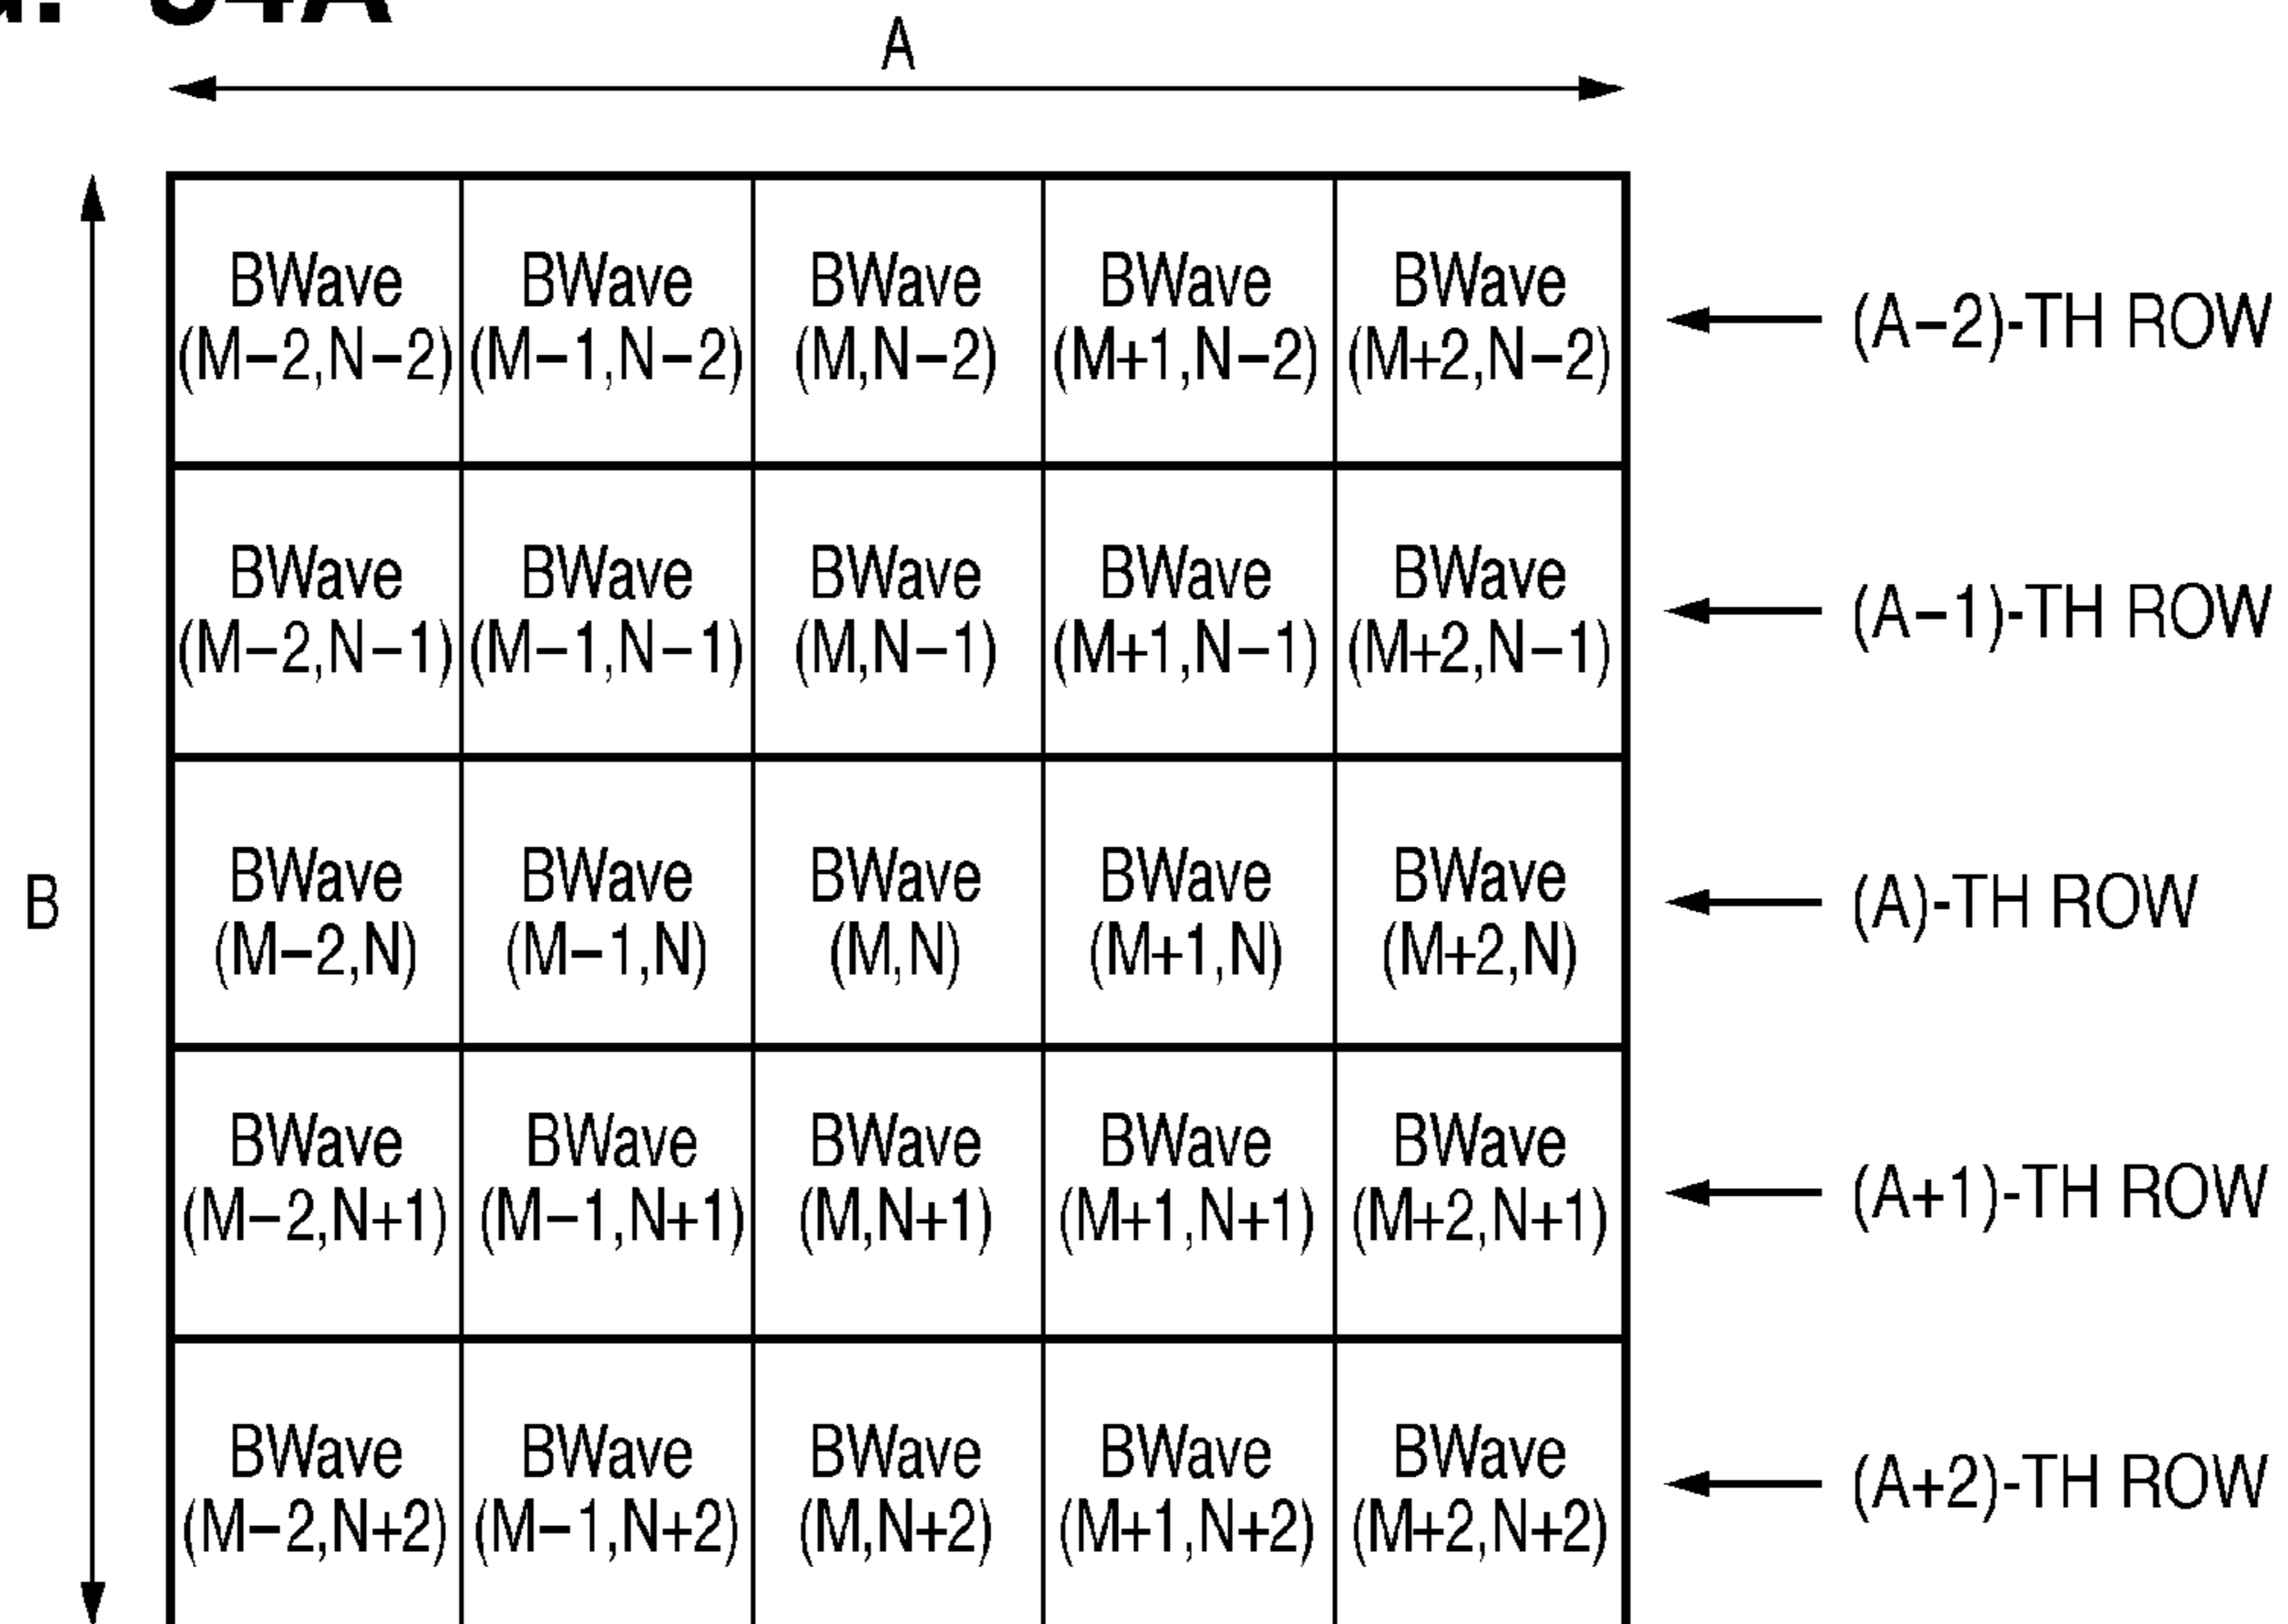 A
BWave BWave BWave BWave BWave
(M−2,N−2) (M−1,N−2) (M,N−2) (M+1,N−2) (M+2,N−2) (A−2)-TH ROW
BWave BWave BWave BWave BWave
(M−2,N−1) (M−1,N−1) (M,N−1) (M+1,N−1) (M+2,N−1) (A−1)-TH ROW
B
BWave BWave BWave BWave BWave
(M−2,N) (M−1,N) (M,N) (M+1,N) (M+2,N) (A)-TH ROW
BWave BWave BWave BWave BWave
(M−2,N+1) (M−1,N+1) (M,N+1) (M+1,N+1) (M+2,N+1) (A+1)-TH ROW
BWave BWave BWave BWave BWave
(M−2,N+2) (M−1,N+2) (M,N+2) (M+1,N+2) (M+2,N+2) (A+2)-TH ROW